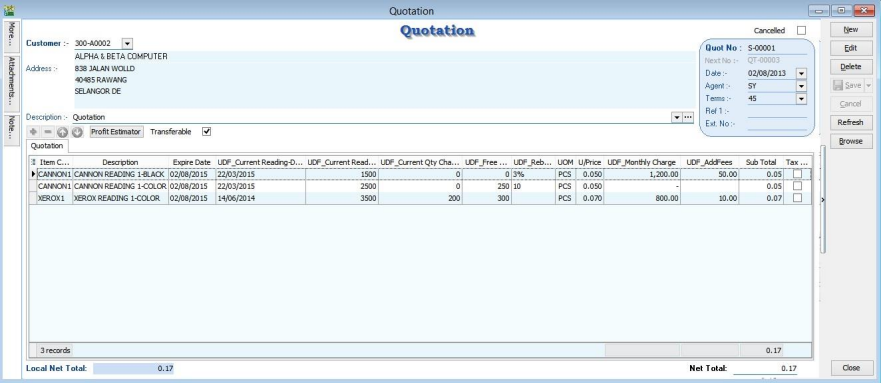 Quotation
More...
Attachments...
Note...
Quotation
Cancelled
Customer :- 300-A0002
ALPHA & BETA COMPUTER
Address :- 838 JALAN WOLLD
40485 RAWANG
SELANGOR DE
Quot No : S-00001
Next No :- QT-00003
Date :- 02/08/2013
Agent :- SY
Terms :- 45
Ref 1 :-
Ext. No :-
Description :- Quotation
Profit Estimator Transferable
Quotation
Item C... Description Expire Date UDF_Current Reading-D... UDF_Current Read... UDF_Current Qty Cha... UDF_Free ... UDF_Reb... UOM U/Price UDF_Monthly Charge UDF_AddFees Sub Total Tax ...
CANNON1 CANNON READING 1-BLACK 02/08/2015 22/03/2015 1500 0 0 3% PCS 0.050 1,200.00 50.00 0.05
CANNON1 CANNON READING 1-COLOR 02/08/2015 22/03/2015 2500 0 250 10 PCS 0.050 - 0.05
XEROX1 XEROX READING 1-COLOR 02/08/2015 14/06/2014 3500 200 300 PCS 0.070 800.00 10.00 0.07
3 records 0.17
Local Net Total: 0.17 Net Total: 0.17
New
Edit
Delete
Save
Cancel
Refresh
Browse
Close